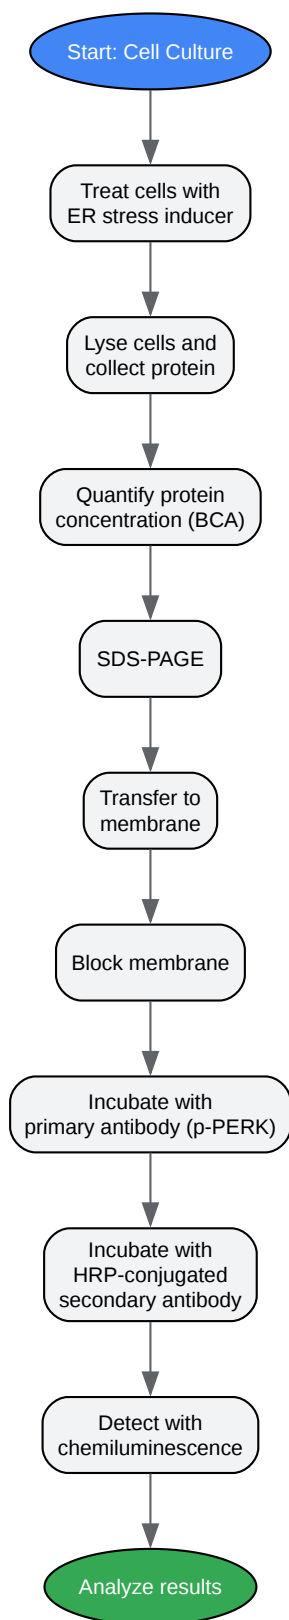 Start: Cell Culture
Treat cells with
ER stress inducer
Lyse cells and
collect protein
Quantify protein
concentration (BCA)
SDS-PAGE
Transfer to
membrane
Block membrane
Incubate with
primary antibody (p-PERK)
Incubate with
HRP-conjugated
secondary antibody
Detect with
chemiluminescence
Analyze results